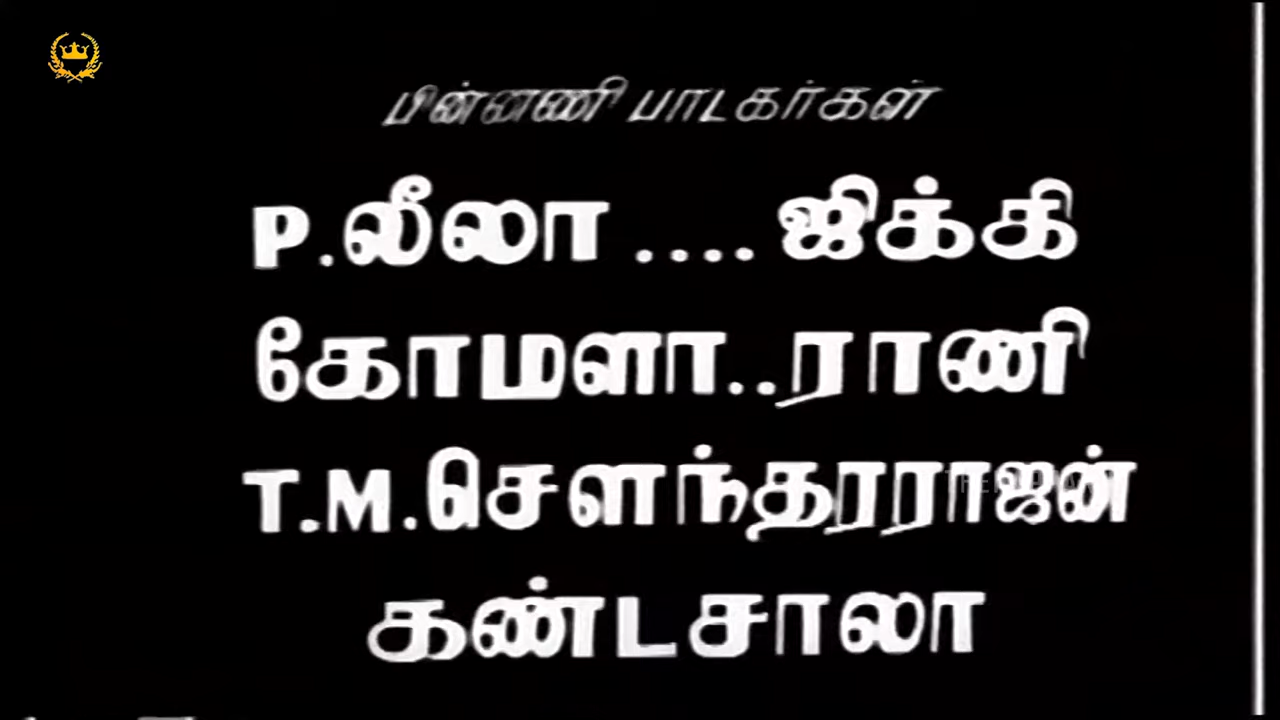 பின்னணி பாடகர்கள்
P.லீலா....ஜிக்கி
கோமளா..ராணி
T.M.சௌந்தரராஜன்
கண்டசாலா